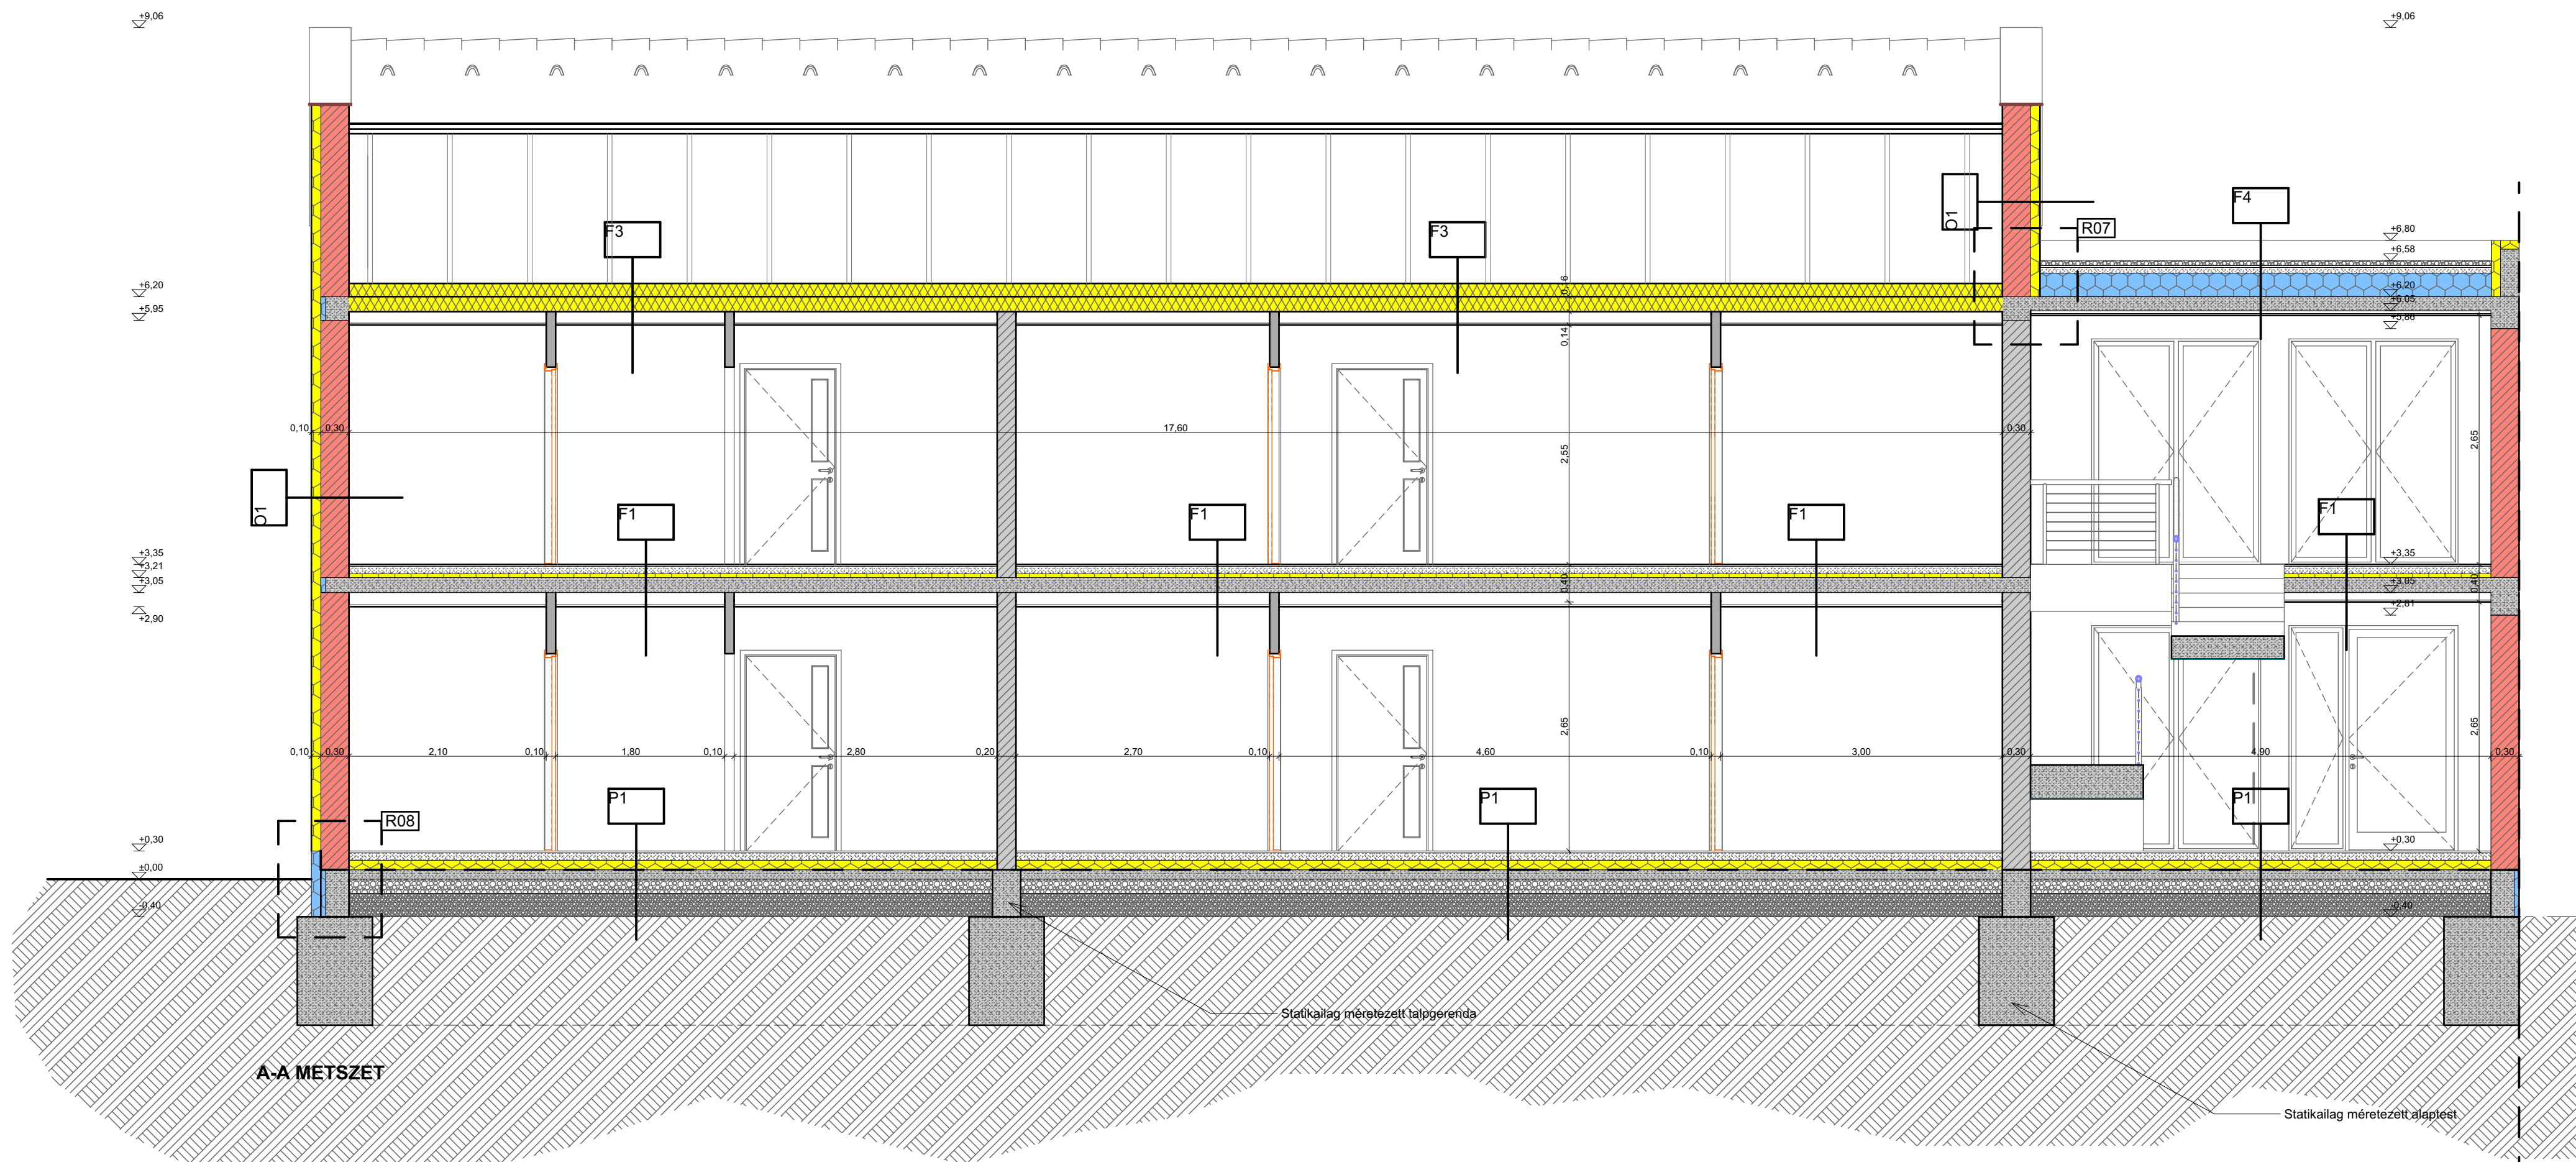 +9,06
+9,06
F3
F3
O1
F4
R07
+6,80
+6,58
+6,20
+5,95
+6,20
+6,05
+5,86
0,14
0,10
0,30
17,60
0,30
2,55
2,65
O1
F1
F1
F1
F1
+3,35
+3,21
+3,05
+2,90
0,40
+3,35
+3,05
+2,81
0,40
2,65
2,65
0,10
0,30
2,10
0,10
1,80
0,10
2,80
0,20
2,70
0,10
4,60
0,10
3,00
0,30
4,90
0,30
P1
P1
P1
R08
+0,30
±0,00
-0,40
+0,30
-0,40
Statikailag méretezett talpgerenda
A-A METSZET
Statikailag méretezett alaptest